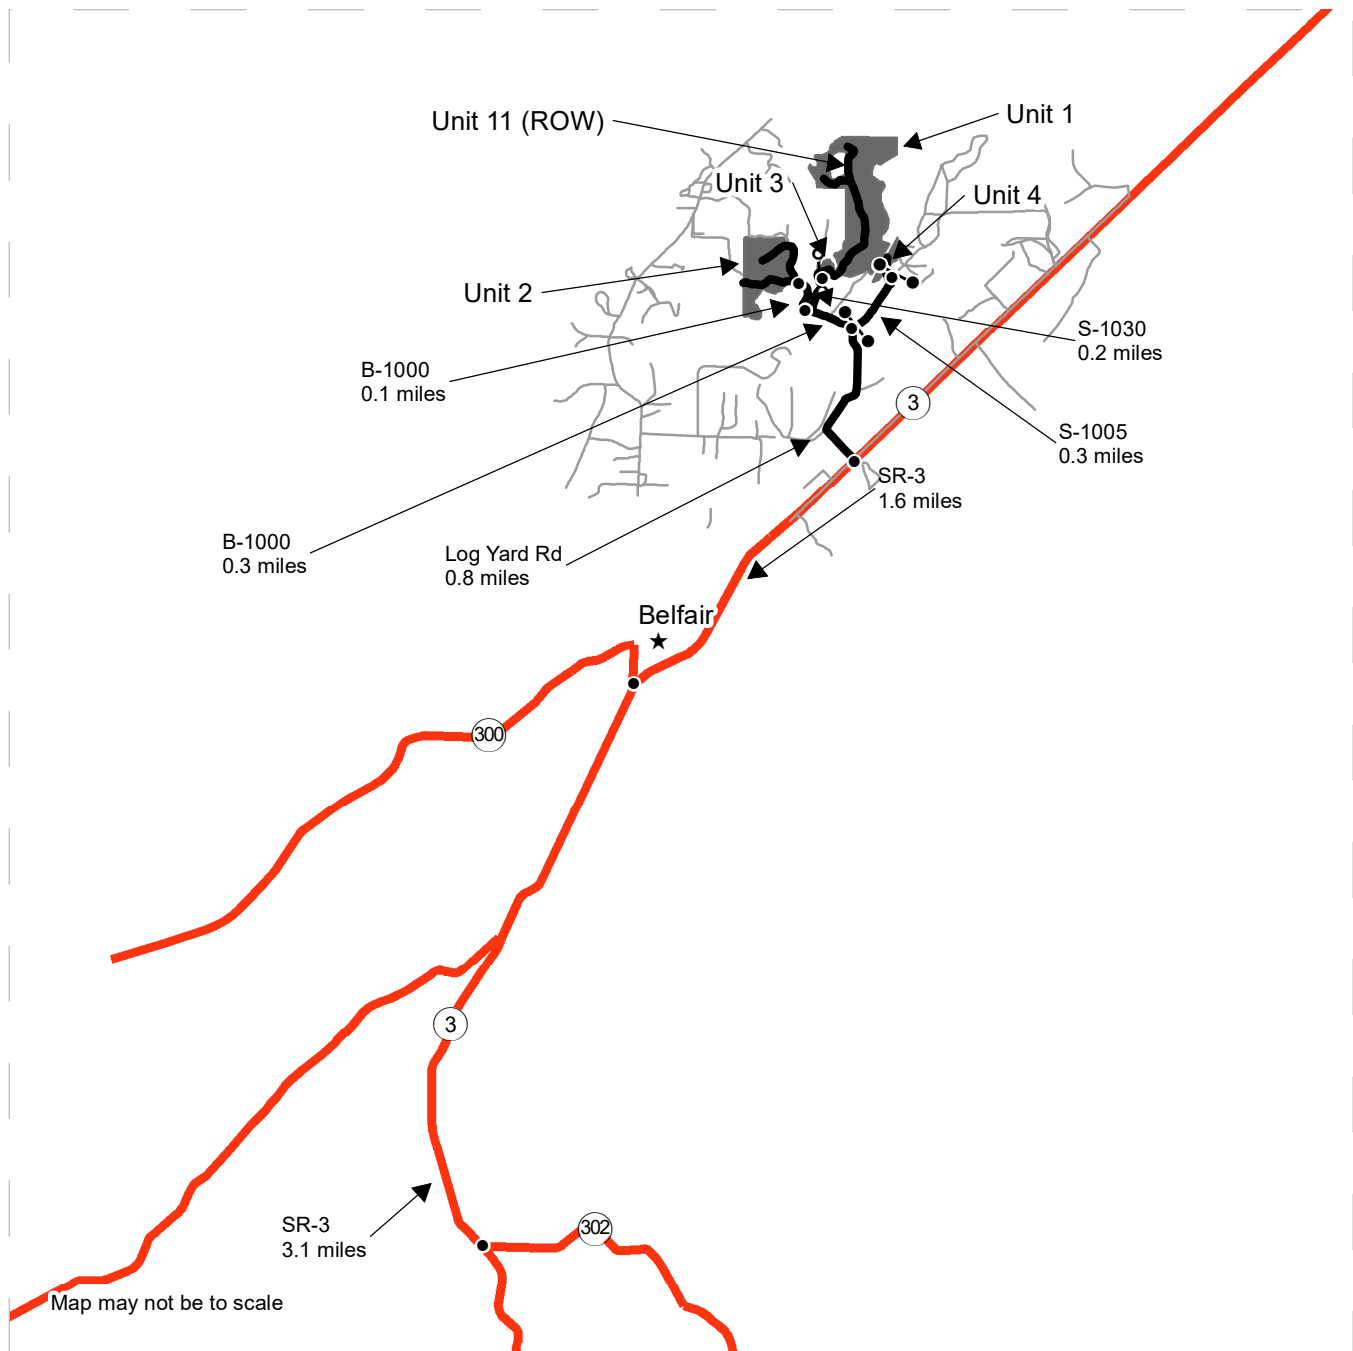 Unit 11 (ROW)
Unit 1
Unit 3
Unit 4
Unit 2
S-1030
0.2 miles
B-1000
0.1 miles
3
S-1005
0.3 miles
SR-3
1.6 miles
B-1000
0.3 miles
Log Yard Rd
0.8 miles
Belfair
300
3
SR-3
3.1 miles
302
Map may not be to scale